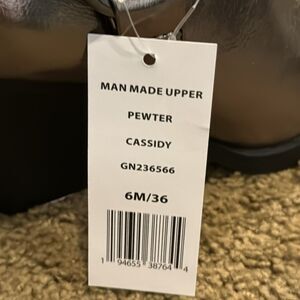 MAN MADE UPPER
PEWTER
CASSIDY
GN236566
6M/36
1 94655 38764 4